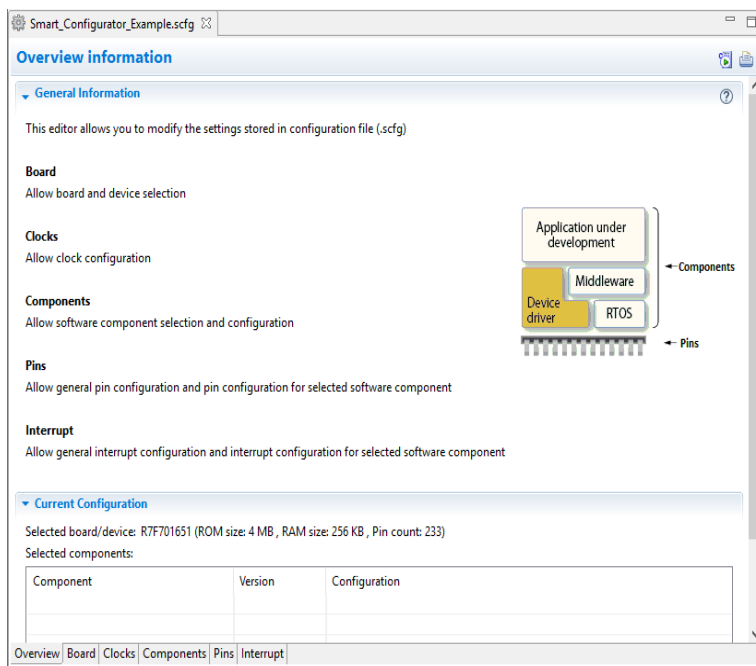 Smart_Configurator_Example.scfg
Overview information
General Information
This editor allows you to modify the settings stored in configuration file (.scfg)
Board
Allow board and device selection
Clocks
Allow clock configuration
Components
Allow software component selection and configuration
Pins
Allow general pin configuration and pin configuration for selected software component
Interrupt
Allow general interrupt configuration and interrupt configuration for selected software component
Application under
development
Middleware
Device
driver
RTOS
Components
Pins
Current Configuration
Selected board/device: R7F701651 (ROM size: 4 MB , RAM size: 256 KB , Pin count: 233)
Selected components:
Component Version Configuration
Overview Board Clocks Components Pins Interrupt